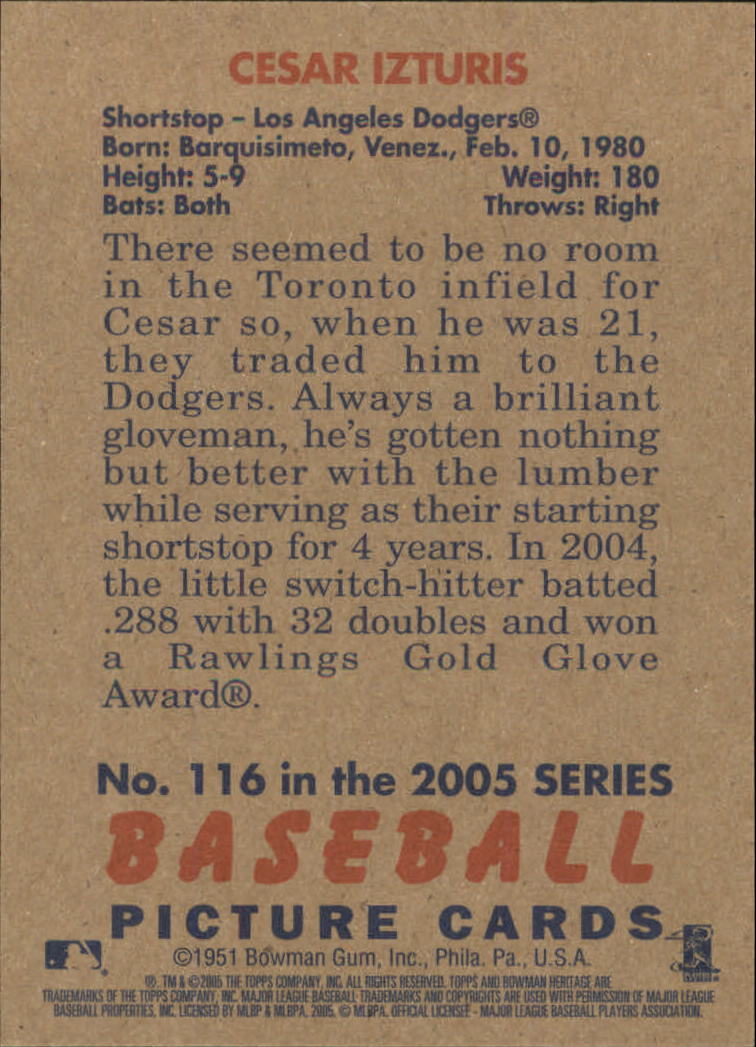 CESAR IZTURIS
Shortstop - Los Angeles Dodgers®
Born: Barquisimeto, Venez., Feb. 10, 1980
Height: 5-9 Weight: 180
Bats: Both Throws: Right
There seemed to be no room
in the Toronto infield for
Cesar so, when he was 21,
they traded him to the
Dodgers. Always a brilliant
gloveman, he's gotten nothing
but better with the lumber
while serving as their starting
shortstop for 4 years. In 2004,
the little switch-hitter batted
.288 with 32 doubles and won
a Rawlings Gold Glove
Award®.
No. 116 in the 2005 SERIES
BASEBALL
PICTURE CARDS
©1951 Bowman Gum, Inc., Phila. Pa., U.S.A.
®, TM & ©2005 THE TOPPS COMPANY, INC. ALL RIGHTS RESERVED. TOPPS AND BOWMAN HERITAGE ARE
TRADEMARKS OF THE TOPPS COMPANY, INC. MAJOR LEAGUE BASEBALL TRADEMARKS AND COPYRIGHTS ARE USED WITH PERMISSION OF MAJOR LEAGUE
BASEBALL PROPERTIES, INC. LICENSED BY MLBP & MLBPA, 2005. © MLBPA. OFFICIAL LICENSEE - MAJOR LEAGUE BASEBALL PLAYERS ASSOCIATION.